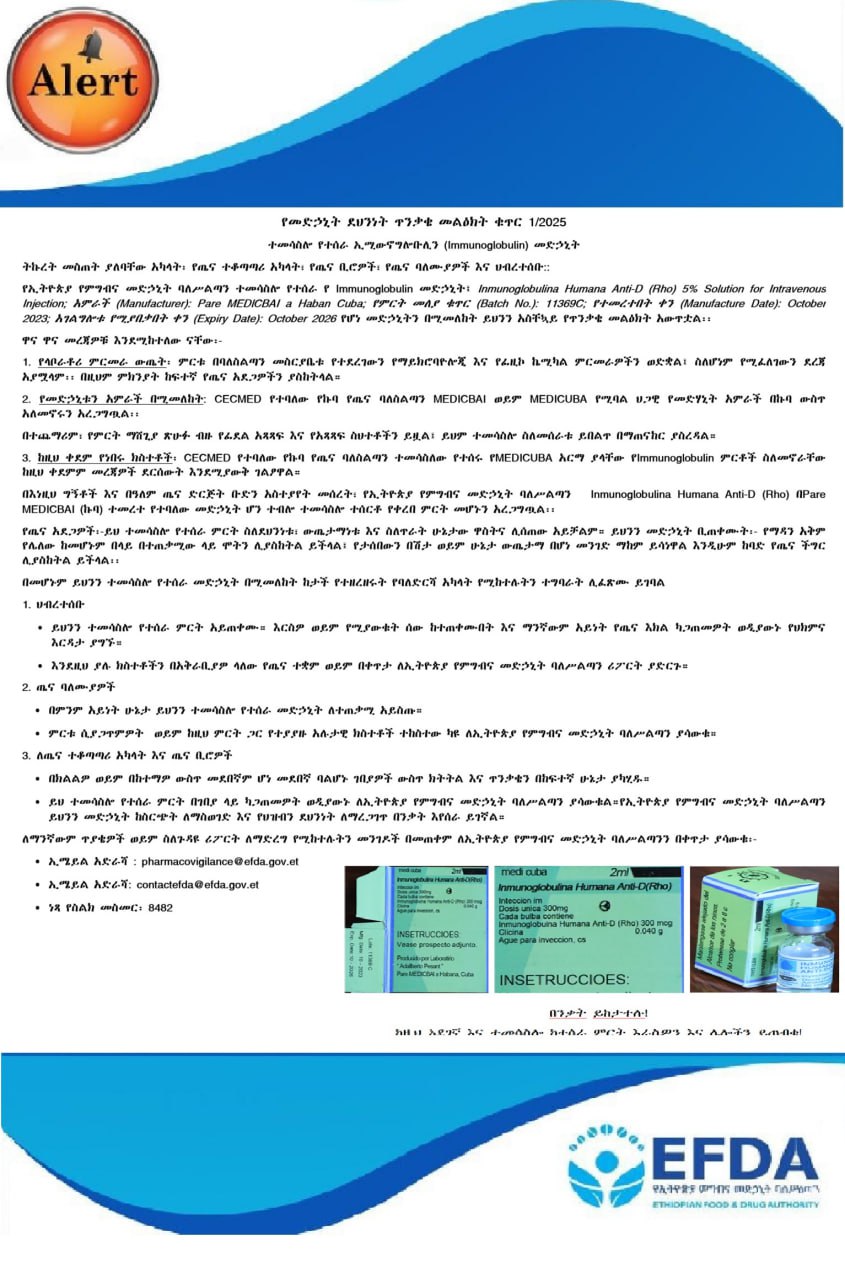 Alert
የመድኃኒት ደህንነት ጥንቃቄ መልዕክት ቁጥር 1/2025
ተመሳስሎ የተሰራ ኢሚውኖግሎቡሊን (Immunoglobulin) መድኃኒት
ትኩረት መስጠት ያለባቸው አካላት፡ የጤና ተቆጣጣሪ አካላት፣ የጤና ቢሮዎች፣ የጤና ባለሙያዎች እና ህብረተሰቡ::
የኢትዮጵያ የምግብና መድኃኒት ባለሥልጣን ተመሳስሎ የተሰራ የ Immunoglobulin መድኃኒት፤ Inmunoglobulina Humana Anti-D (Rho) 5% Solution for Intravenous
Injection; አምራች (Manufacturer): Pare MEDICBAI a Haban Cuba; የምርት መለያ ቁጥር (Batch No.): 11369C; የተመረተበት ቀን (Manufacture Date): October
2023; አገልግሎቱ የሚያበቃበት ቀን (Expiry Date): October 2026 የሆነ መድኃኒትን በሚመለከት ይህንን አስቸኳይ የጥንቃቄ መልዕክት አውጥቷል፡፡
ዋና ዋና መረጃዎቹ እንደሚከተለው ናቸው፡-
1. የላቦራቶሪ ምርመራ ውጤት፡ ምርቱ በባለስልጣን መስርያቤቱ የተደረገውን የማይክሮባዮሎጂ እና የፊዚኮ ኬሚካል ምርመራዎችን ወድቋል፤ ስለሆነም የሚፈለገውን ደረጃ
አያሟላም፡፡ በዚህም ምክንያት ከፍተኛ የጤና አደጋዎችን ያስከትላል።
2. የመድኃኒቱን አምራች በሚመለከት: CECMED የተባለው የኩባ የጤና ባለስልጣን MEDICBAI ወይም MEDICUBA የሚባል ህጋዊ የመድሃኒት አምራች በኩባ ውስጥ
አለመኖሩን አረጋግጧል፡፡
በተጨማሪም፣ የምርት ማሸጊያ ጽሁፉ ብዙ የፊደል አጻጻፍ እና የአጻጻፍ ስህተቶችን ይዟል፤ ይህም ተመሳስሎ ስለመሰራቱ ይበልጥ በማጠናከር ያስረዳል።
3. ከዚህ ቀደም የነበሩ ክስተቶች፡ CECMED የተባለው የኩባ የጤና ባለስልጣን ተመሳስለው የተሰሩ የMEDICUBA አርማ ያላቸው የImmunoglobulin ምርቶች ስለመኖራቸው
ከዚህ ቀደምም መረጃዎች ደርሰውት እንደሚያውቅ ገልፆዋል።
በእነዚህ ግኝቶች እና በዓለም ጤና ድርጅት ቡድን አስተያየት መሰረት፣ የኢትዮጵያ የምግብና መድኃኒት ባለሥልጣን Inmunoglobulina Humana Anti-D (Rho) በPare
MEDICBAI (ኩባ) ተመረተ የተባለው መድኃኒት ሆን ተብሎ ተመሳስሎ ተሰርቶ የቀረበ ምርት መሆኑን አረጋግጧል፡፡
የጤና አደጋዎች፡-ይህ ተመሳስሎ የተሰራ ምርት ስለደህንነቱ፣ ውጤታማነቱ እና ስለጥራት ሁኔታው ዋስትና ሊሰጠው አይቻልም። ይህንን መድኃኒት ቢጠቀሙት፡- የማዳን አቅም
የሌለው ከመሆኑም በላይ በተጠቃሚው ላይ ሞትን ሊያስከትል ይችላል፤ የታሰበውን በሽታ ወይም ሁኔታ ውጤታማ በሆነ መንገድ ማከም ይሳነዋል እንዲሁም ከባድ የጤና ችግር
ሊያስከትል ይችላል፡፡
በመሆኑም ይህንን ተመሳስሎ የተሰራ መድኃኒት በሚመለከት ከታች የተዘረዘሩት የባለድርሻ አካላት የሚከተሉትን ተግባራት ሊፈጽሙ ይገባል
1. ህብረተሰቡ
• ይህንን ተመሳስሎ የተሰራ ምርት አይጠቀሙ። እርስዎ ወይም የሚያውቁት ሰው ከተጠቀሙበት እና ማንኛውም አይነት የጤና እክል ካጋጠመዎት ወዲያውኑ የህክምና
እርዳታ ያግኙ።
• እንደዚህ ያሉ ክስተቶችን በአቅራቢያዎ ላለው የጤና ተቋም ወይም በቀጥታ ለኢትዮጵያ የምግብና መድኃኒት ባለሥልጣን ሪፖርት ያድርጉ።
2. ጤና ባለሙያዎች
• በምንም አይነት ሁኔታ ይህንን ተመሳስሎ የተሰራ መድኃኒት ለተጠቃሚ አይስጡ።
• ምርቱ ሲያጋጥምዎት ወይም ከዚህ ምርት ጋር የተያያዙ አሉታዊ ክስተቶች ተከስተው ካዩ ለኢትዮጵያ የምግብና መድኃኒት ባለሥልጣን ያሳውቁ።
3. ለጤና ተቆጣጣሪ አካላት እና ጤና ቢሮዎች
• በክልልዎ ወይም በከተማዎ ውስጥ መደበኛም ሆነ መደበኛ ባልሆኑ ገበያዎች ውስጥ ክትትል እና ጥንቃቄን በከፍተኛ ሁኔታ ያካሂዱ።
• ይህ ተመሳስሎ የተሰራ ምርት በገበያ ላይ ካጋጠመዎት ወዲያውኑ ለኢትዮጵያ የምግብና መድኃኒት ባለሥልጣን ያሳውቁል።የኢትዮጵያ የምግብና መድኃኒት ባለሥልጣን
ይህንን መድኃኒት ከስርጭት ለማስወገድ እና የህዝብን ደህንነት ለማረጋገጥ በንቃት እየሰራ ይገኛል።
ለማንኛውም ጥያቄዎች ወይም ስለጉዳዩ ሪፖርት ለማድረግ የሚከተሉትን መንገዶች በመጠቀም ለኢትዮጵያ የምግብና መድኃኒት ባለሥልጣንን በቀጥታ ያሳውቁ፡-
• ኢሜይል አድራሻ : pharmacovigilance@efda.gov.et
• ኢሜይል አድራሻ: contactefda@efda.gov.et
• ነጻ የስልክ መስመር፡ 8482
medi cuba 2ml
Inmunoglobulina Humana Anti-D(Rho)
Inteccion im
Dosis unica 300mg
Cada bulba contiene
Inmunoglobulina Humana Anti-D (Rho) 300 mcg
Glicina 0.040 g
Ague para inveccion, cs
INSETRUCCIOES:
Vease prospecto adjunto.
Producido por Laboratirio
" Adalberto Pesant "
Pare MEDICBAI a Habana, Cuba
medi cuba 2ml
Inmunoglobulina Humana Anti-D(Rho)
Inteccion im
Dosis unica 300mg
Cada bulba contiene
Inmunoglobulina Humana Anti-D (Rho) 300 mcg
Glicina 0.040 g
Ague para inveccion, cs
INSETRUCCIOES:
በንቃት ይከታተሉ!
ከዚህ አደገኛ እና ተመሳስሎ ከተሰራ ምርት እራስዎን እና ሌሎችን ይጠብቁ!
EFDA
የኢትዮጵያ ምግብና መድኃኒት ባለሥልጣን
ETHIOPIAN FOOD & DRUG AUTHORITY